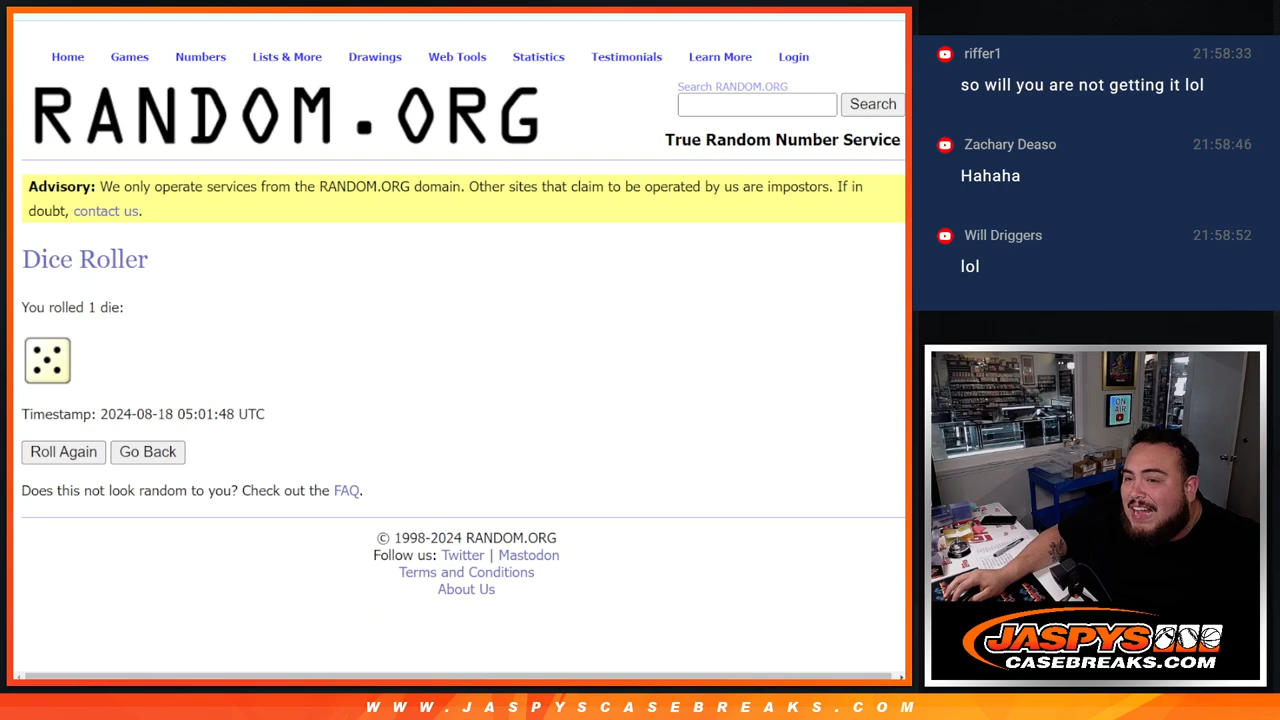 Home Games Numbers Lists & More Drawings Web Tools Statistics Testimonials Learn More Login
RANDOM.ORG
Search RANDOM.ORG
Search
True Random Number Service
Advisory: We only operate services from the RANDOM.ORG domain. Other sites that claim to be operated by us are impostors. If in
doubt, contact us.
Dice Roller
You rolled 1 die:
Timestamp: 2024-08-18 05:01:48 UTC
Roll Again Go Back
Does this not look random to you? Check out the FAQ.
© 1998-2024 RANDOM.ORG
Follow us: Twitter | Mastodon
Terms and Conditions
About Us
riffer1 21:58:33
so will you are not getting it lol
Zachary Deaso 21:58:46
Hahaha
Will Driggers 21:58:52
lol
ON
AIR
JASPYS
CASEBREAKS.COM
WWW.JASPYSCASEBREAKS.COM